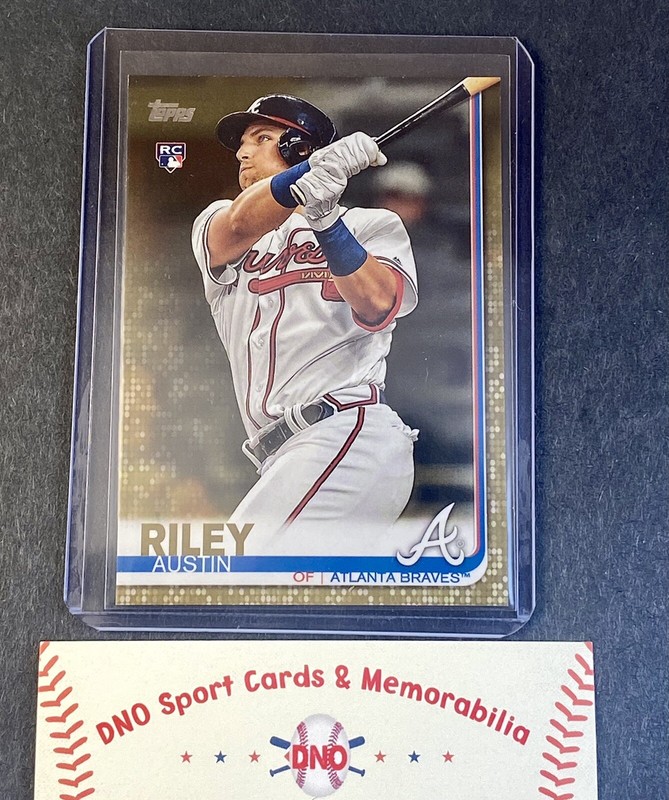 Topps
RC
RILEY
AUSTIN
OF | ATLANTA BRAVES™
A
DNO Sport Cards & Memorabilia
DNO